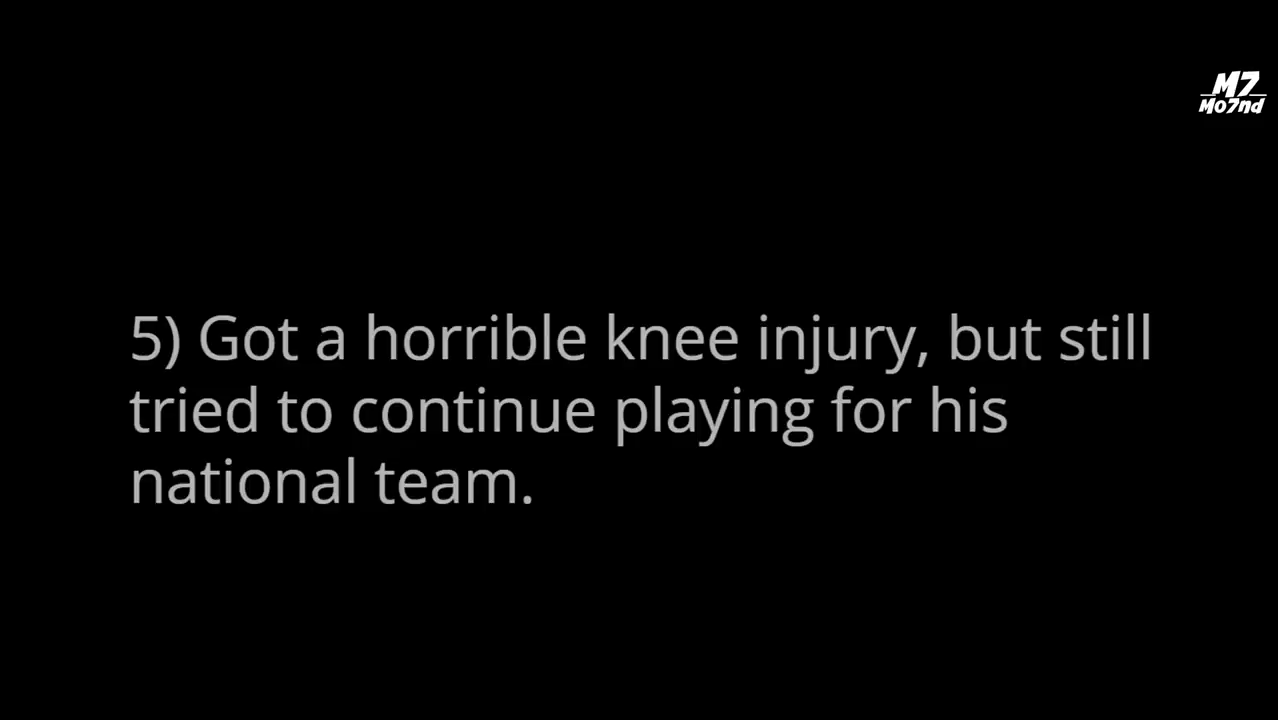 M7
Mo7nd
5) Got a horrible knee injury, but still
tried to continue playing for his
national team.